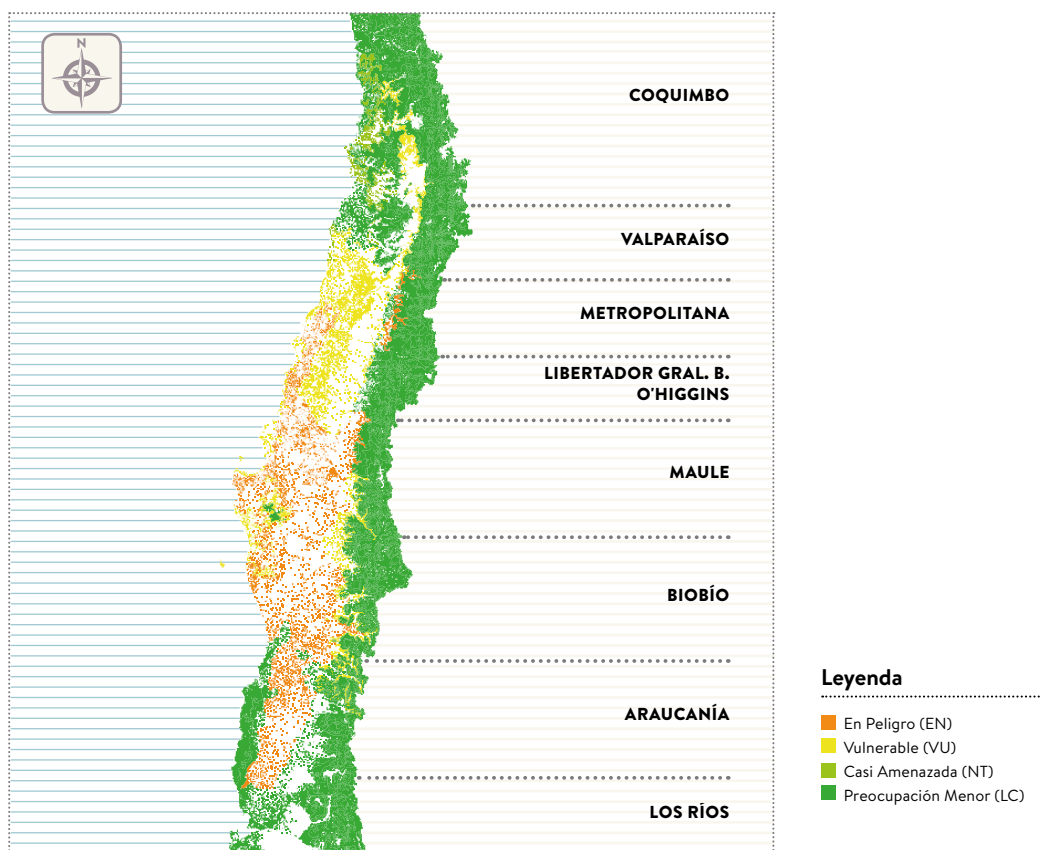 N
COQUIMBO
VALPARAÍSO
METROPOLITANA
LIBERTADOR GRAL. B.
O'HIGGINS
MAULE
BIOBÍO
ARAUCANÍA
LOS RÍOS
Leyenda
En Peligro (EN)
Vulnerable (VU)
Casi Amenazada (NT)
Preocupación Menor (LC)